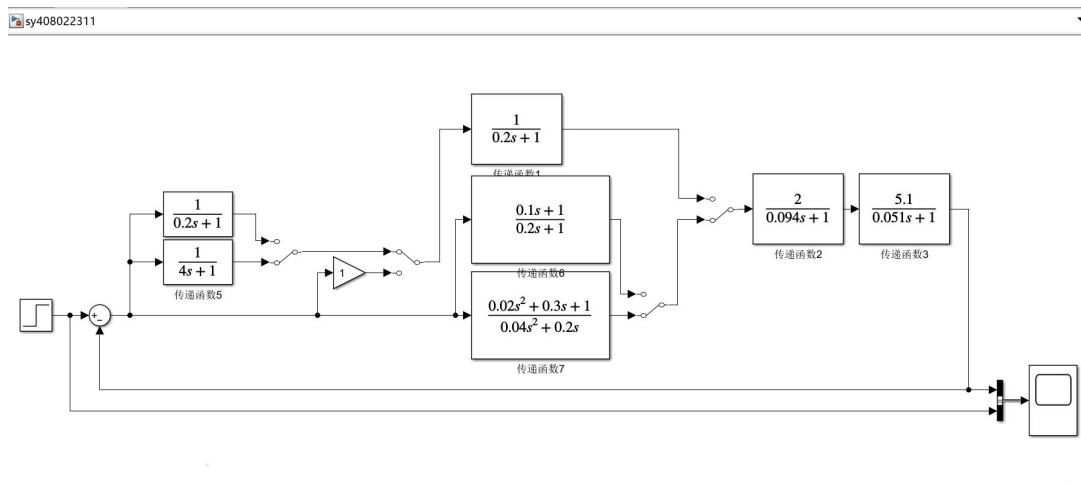 sy408022311
1
0.2s + 1
传递函数1
1
0.2s + 1
0.1s + 1
0.2s + 1
传递函数6
2
0.094s + 1
传递函数2
5.1
0.051s + 1
传递函数3
1
4s + 1
传递函数5
1
+
−
0.02s² + 0.3s + 1
0.04s² + 0.2s
传递函数7